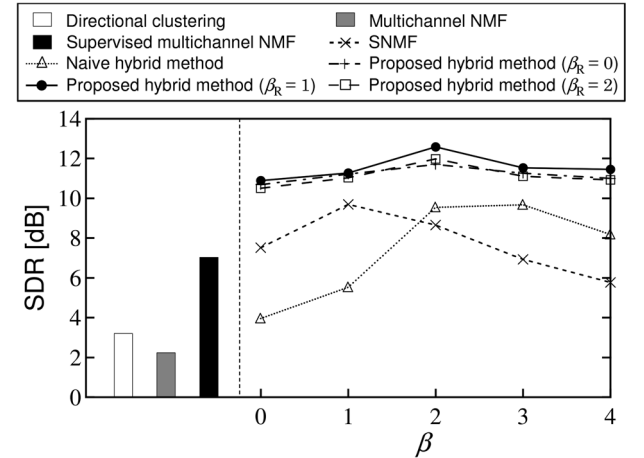 Directional clustering Multichannel NMF
Supervised multichannel NMF SNMF
Naive hybrid method Proposed hybrid method (βR = 0)
Proposed hybrid method (βR = 1) Proposed hybrid method (βR = 2)
14
12
10
8
6
4
2
0
SDR [dB]
0 1 2 3 4
β